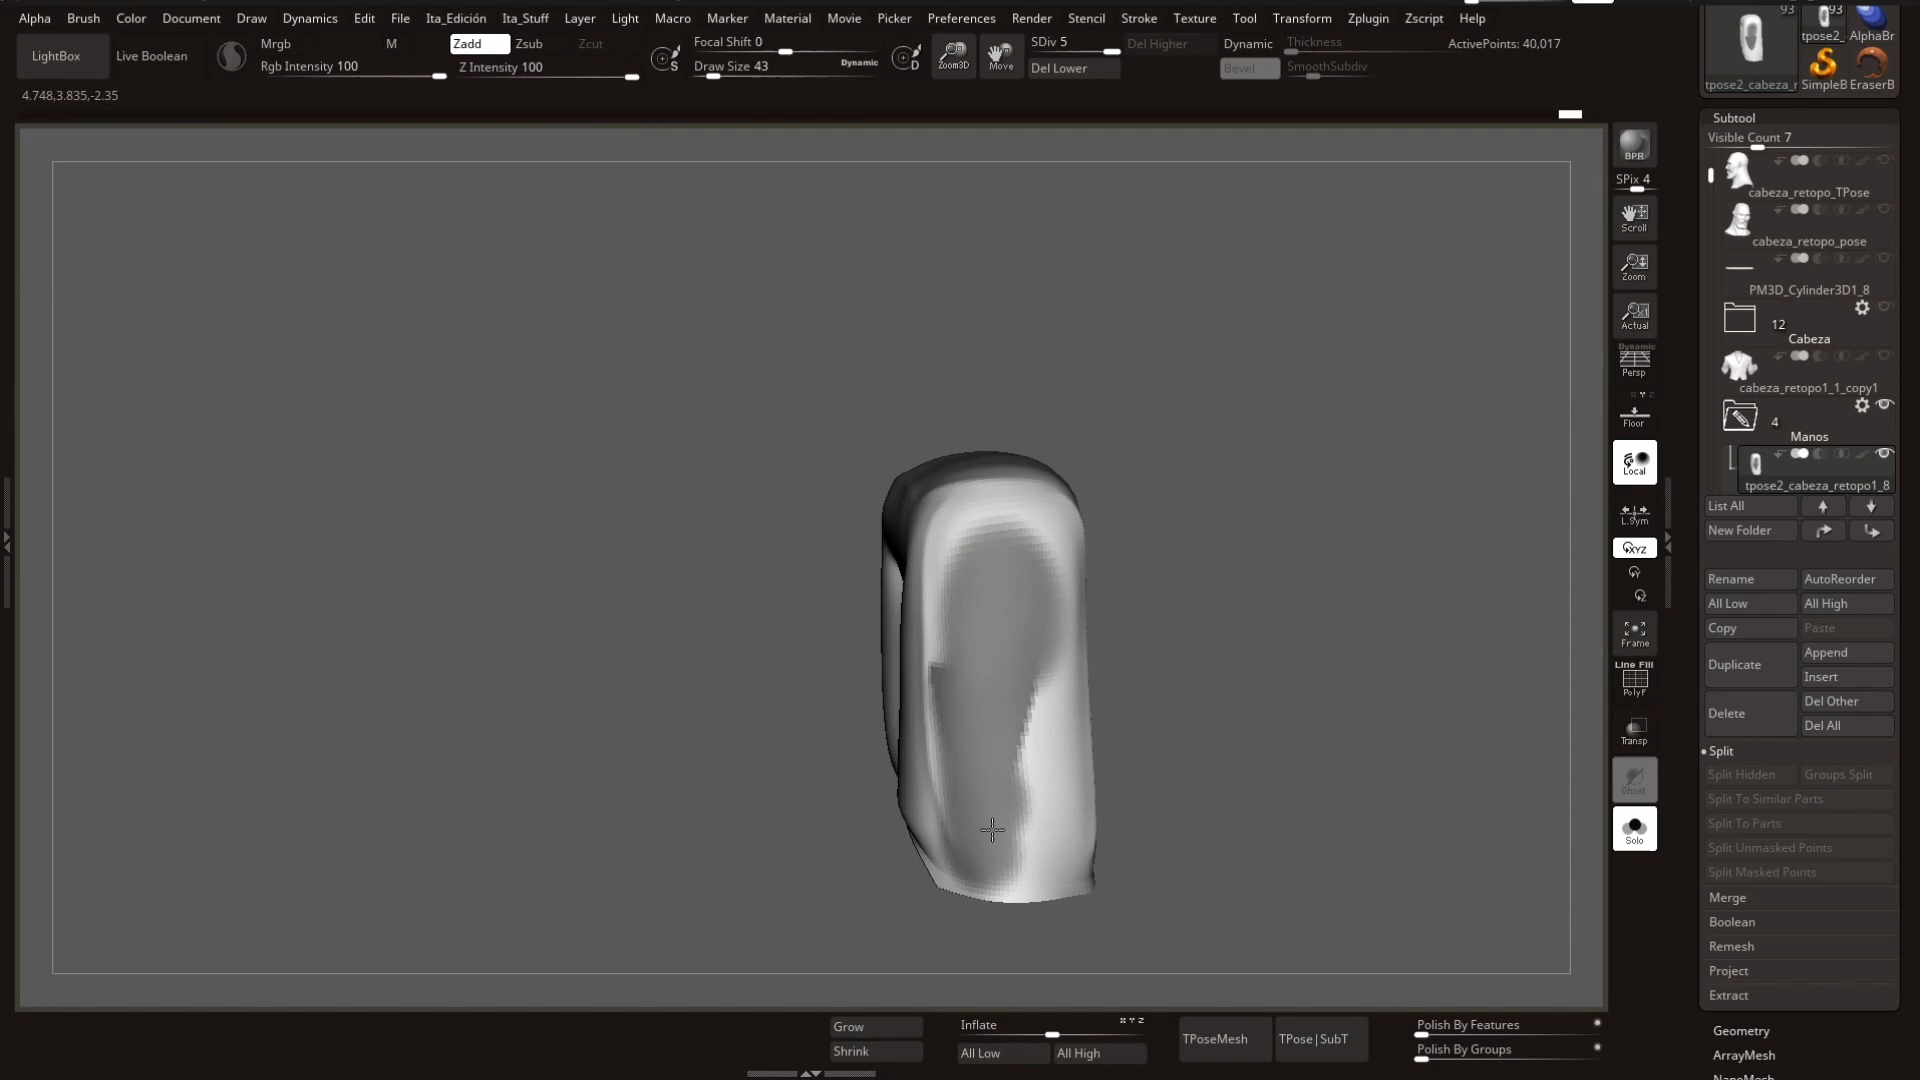 Alpha Brush Color Document Draw Dynamics Edit File Ita_Edición Ita_Stuff Layer Light Macro Marker Material Movie Picker Preferences Render Stencil Stroke Texture Tool Transform Zplugin Zscript Help
LightBox Live Boolean
Mrgb M Zadd Zsub Zcut
Rgb Intensity 100 Z Intensity 100
S
Focal Shift 0
Draw Size 43 Dynamic
D
Zoom3D Move
SDiv 5 Del Higher
Del Lower
Dynamic Thickness
Bevel SmoothSubdiv
ActivePoints: 40,017
4.748,3.835,-2.35
93 93
tpose2_ AlphaBr
tpose2_cabeza_r SimpleB EraserB
Subtool
Visible Count 7
cabeza_retopo_TPose
cabeza_retopo_pose
PM3D_Cylinder3D1_8
12
Cabeza
cabeza_retopo1_1_copy1
4
Manos
tpose2_cabeza_retopo1_8
List All
New Folder
Rename AutoReorder
All Low All High
Copy Paste
Duplicate Append
Insert
Delete Del Other
Del All
Split
Split Hidden Groups Split
Split To Similar Parts
Split To Parts
Split Unmasked Points
Split Masked Points
Merge
Boolean
Remesh
Project
Extract
Geometry
ArrayMesh
NanoMesh
BPR
SPix 4
Scroll
Zoom
Actual
Dynamic
Persp
Floor
Local
L.Sym
XYZ
Y
Z
Frame
Line Fill
PolyF
Transp
Ghost
Solo
Grow
Shrink
Inflate X Y Z
All Low All High
TPoseMesh TPose|SubT
Polish By Features
Polish By Groups